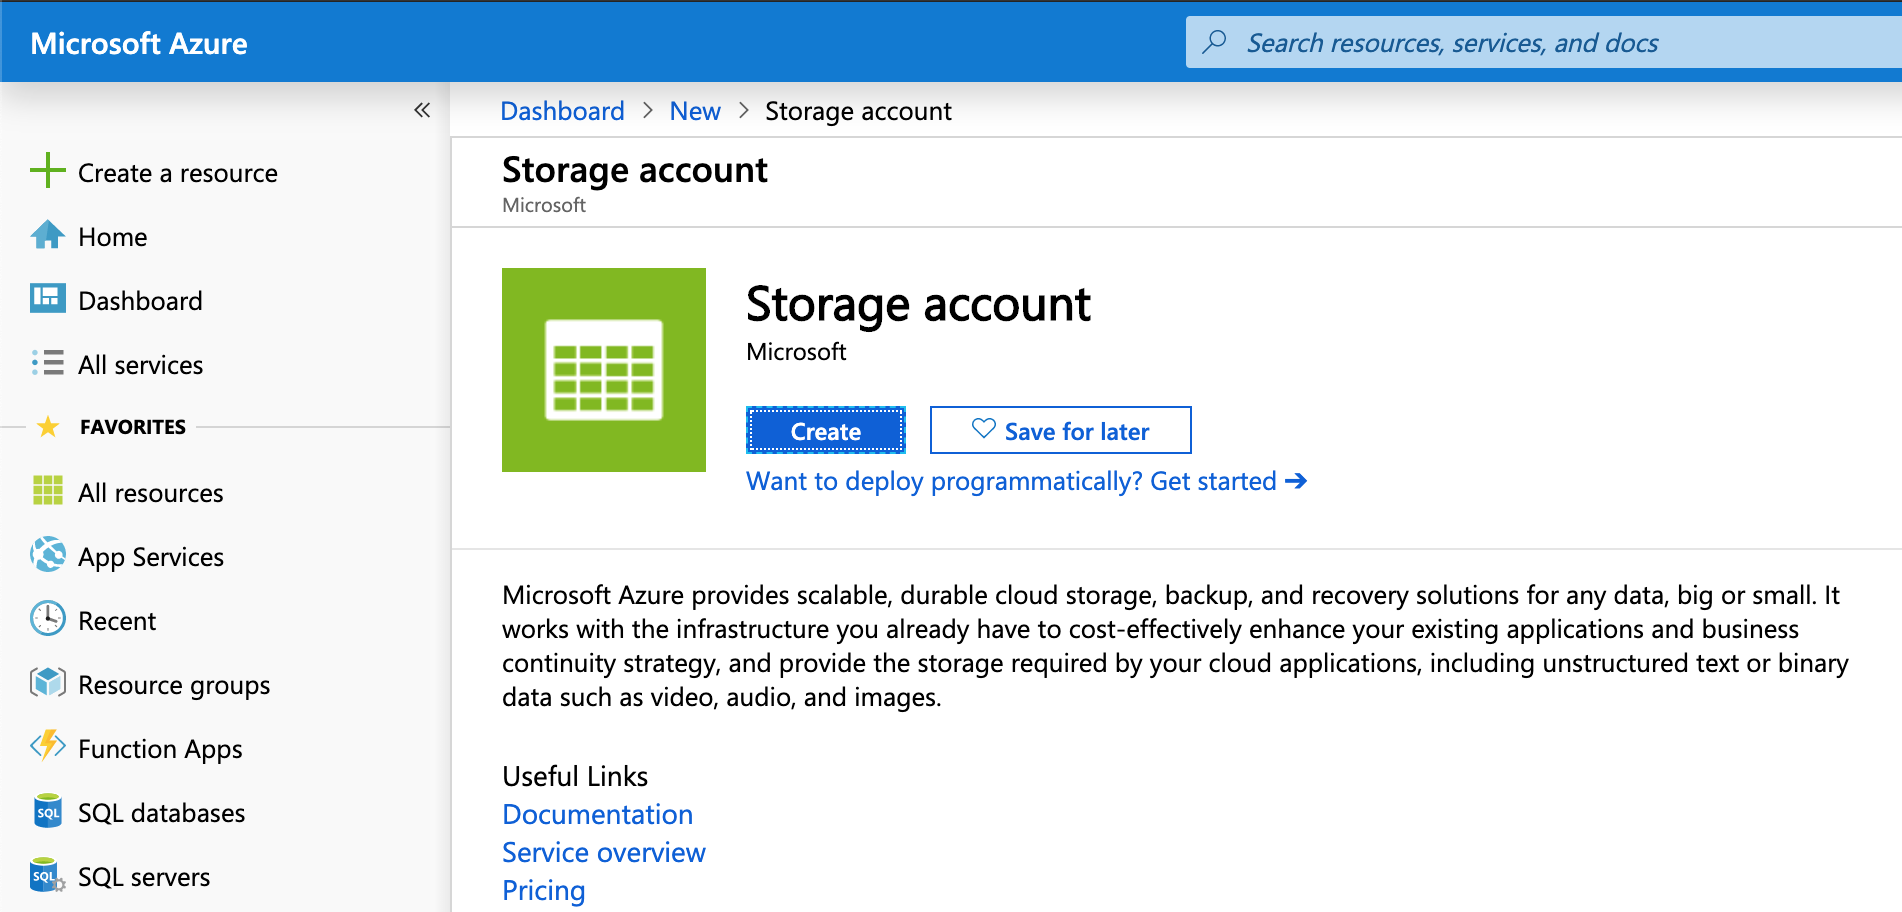 Microsoft Azure
Search resources, services, and docs
«
Create a resource
Home
Dashboard
All services
FAVORITES
All resources
App Services
Recent
Resource groups
Function Apps
SQL SQL databases
SQL SQL servers
Dashboard > New > Storage account
Storage account
Microsoft
Storage account
Microsoft
Create
Save for later
Want to deploy programmatically? Get started →
Microsoft Azure provides scalable, durable cloud storage, backup, and recovery solutions for any data, big or small. It
works with the infrastructure you already have to cost-effectively enhance your existing applications and business
continuity strategy, and provide the storage required by your cloud applications, including unstructured text or binary
data such as video, audio, and images.
Useful Links
Documentation
Service overview
Pricing